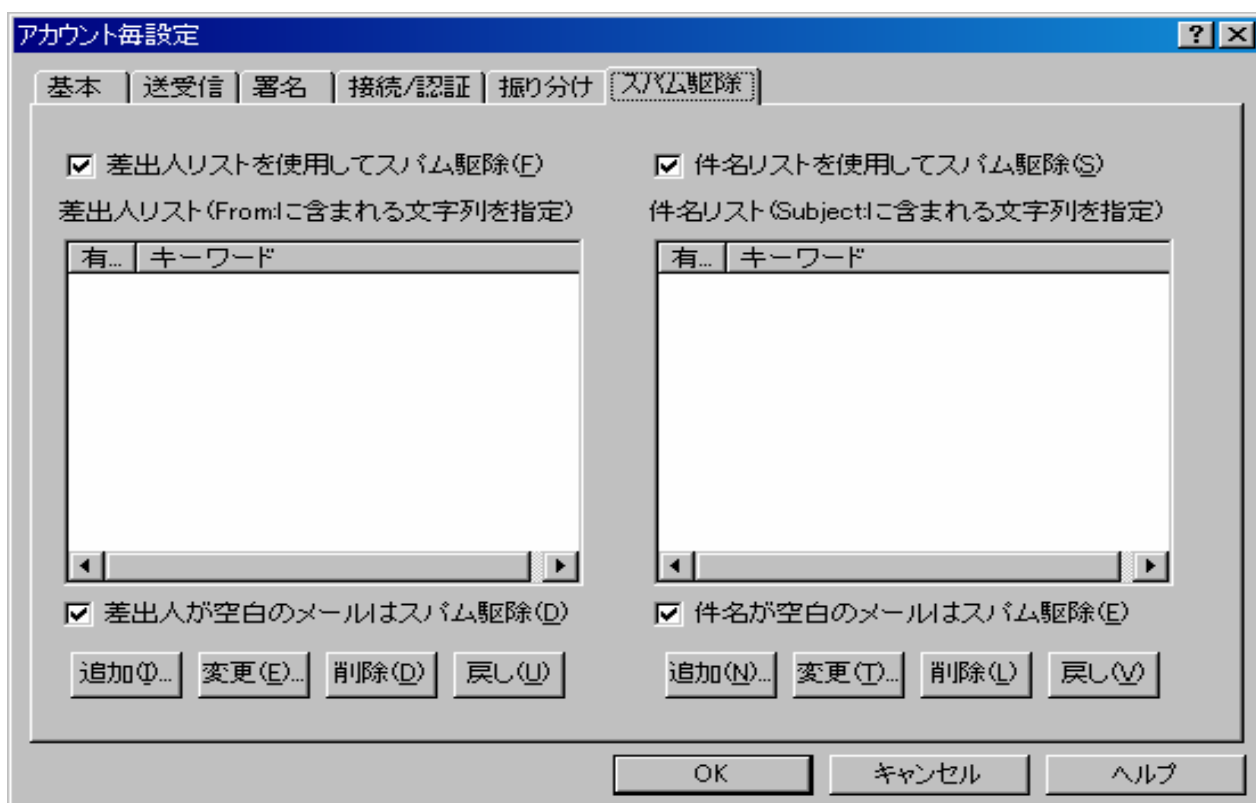 アカウント毎設定
基本 送受信 署名 接続/認証 振り分け スパム駆除
差出人リストを使用してスパム駆除(F)
差出人リスト(From:に含まれる文字列を指定)
有... キーワード
差出人が空白のメールはスパム駆除(D)
追加(I)... 変更(E)... 削除(D) 戻し(U)
件名リストを使用してスパム駆除(S)
件名リスト(Subject:に含まれる文字列を指定)
有... キーワード
件名が空白のメールはスパム駆除(E)
追加(N)... 変更(T)... 削除(L) 戻し(V)
OK キャンセル ヘルプ